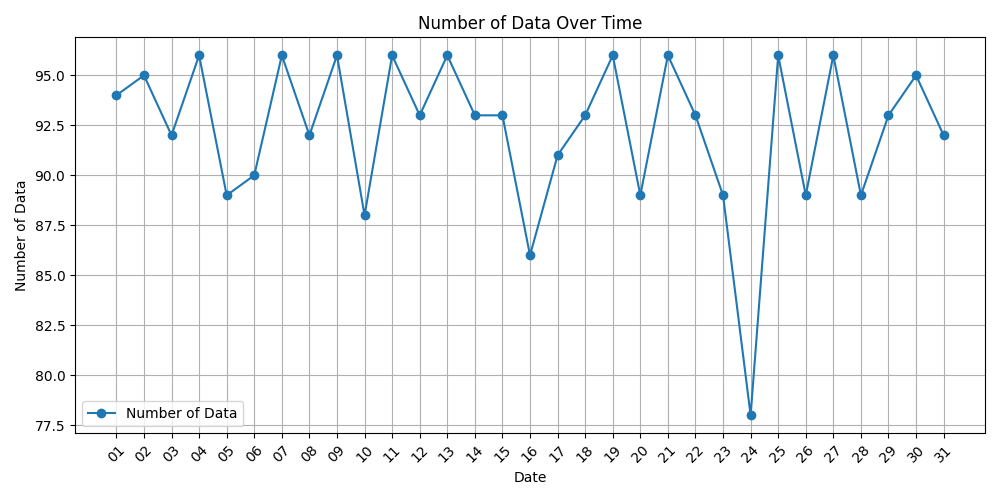 Number of Data Over Time
Number of Data
95.0
92.5
90.0
87.5
85.0
82.5
80.0
77.5
Number of Data
01 02 03 04 05 06 07 08 09 10 11 12 13 14 15 16 17 18 19 20 21 22 23 24 25 26 27 28 29 30 31
Date